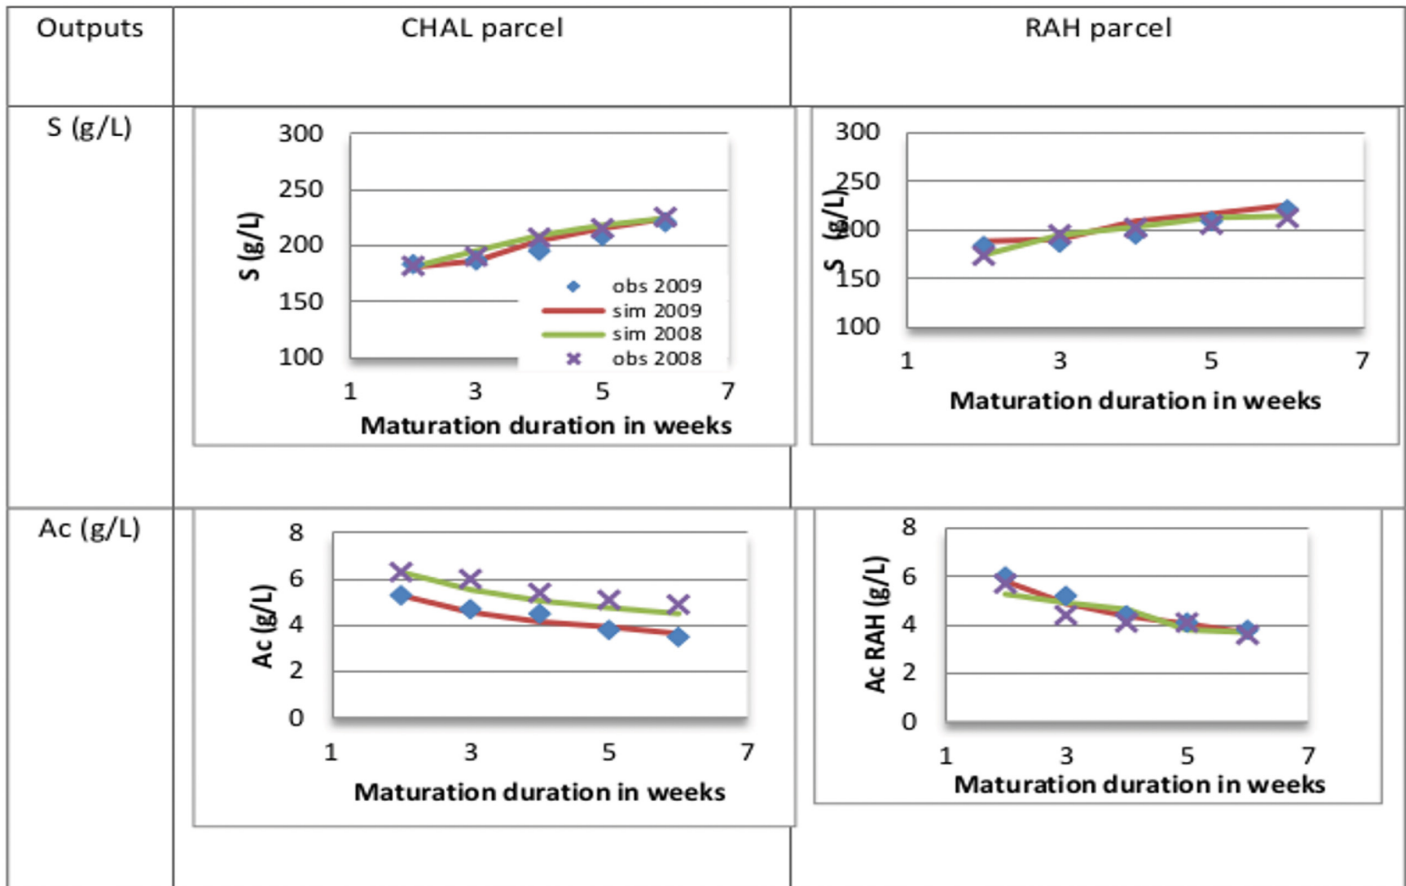 Outputs
CHAL parcel
RAH parcel
S (g/L)
300
250
200
150
100
S (g/L)
obs 2009
sim 2009
sim 2008
obs 2008
1 3 5 7
Maturation duration in weeks
300
250
200
150
100
S (g/L)
1 3 5 7
Maturation duration in weeks
Ac (g/L)
8
6
4
2
0
Ac (g/L)
1 3 5 7
Maturation duration in weeks
8
6
4
2
0
Ac RAH (g/L)
1 3 5 7
Maturation duration in weeks